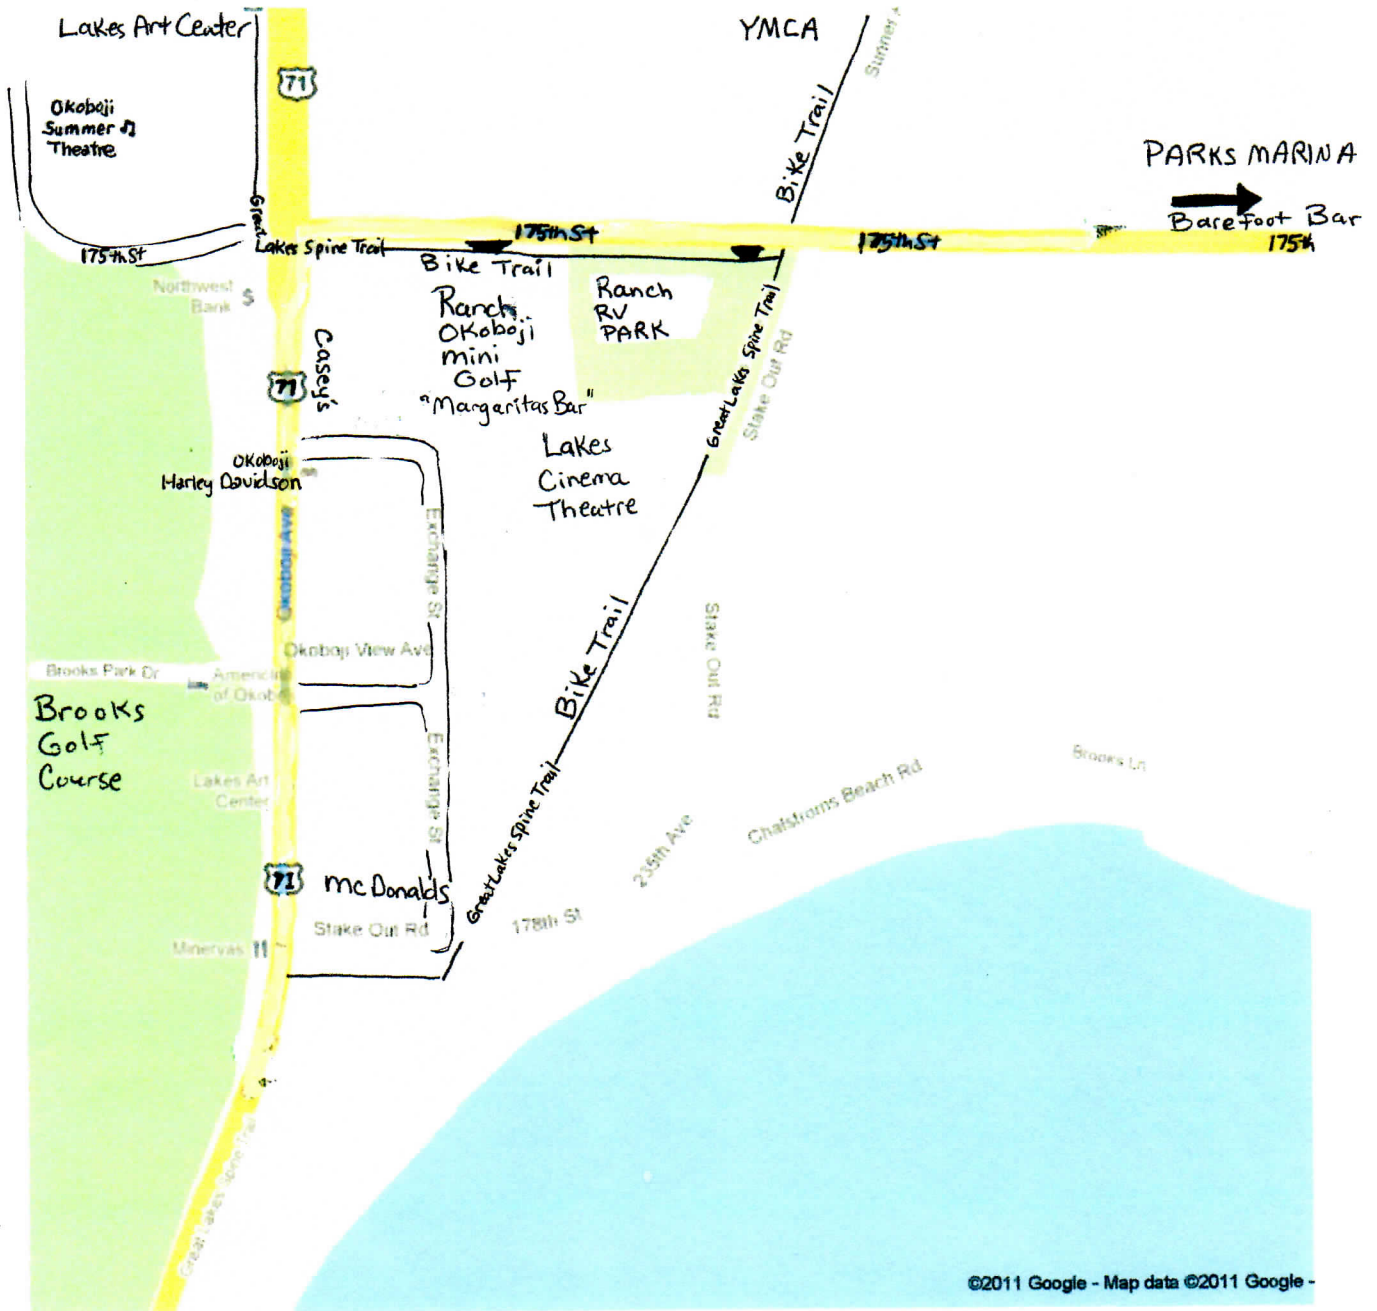 Lakes Art Center
YMCA
Sunner
71
Okoboji
Summer
Theatre
Bike Trail
PARKS MARINA
Barefoot Bar
175th
Great
Lakes Spine Trail
175th St
175th St
175th St
Bike Trail
Northwest
Bank $
Ranch
Okoboji
mini
Golf
"Margaritas Bar"
Ranch
RV
PARK
Great Lakes Spine Trail
Stake Out Rd
Casey's
71
Lakes
Cinema
Theatre
Okoboji
Harley Davidson
Okoboji Ave
Exchange St
Bike Trail
Stake Out Rd
Okoboji View Ave
Brooks Park Dr
AmericInn
of Okobo
Brooks
Golf
Course
Lakes Art
Center
Exchange St
Great Lakes Spine Trail
235th Ave
Chalstroms Beach Rd
Brooks Ln
71
McDonalds
Stake Out Rd
178th St
Minervas
Great Lakes Spine Trail
©2011 Google - Map data ©2011 Google -